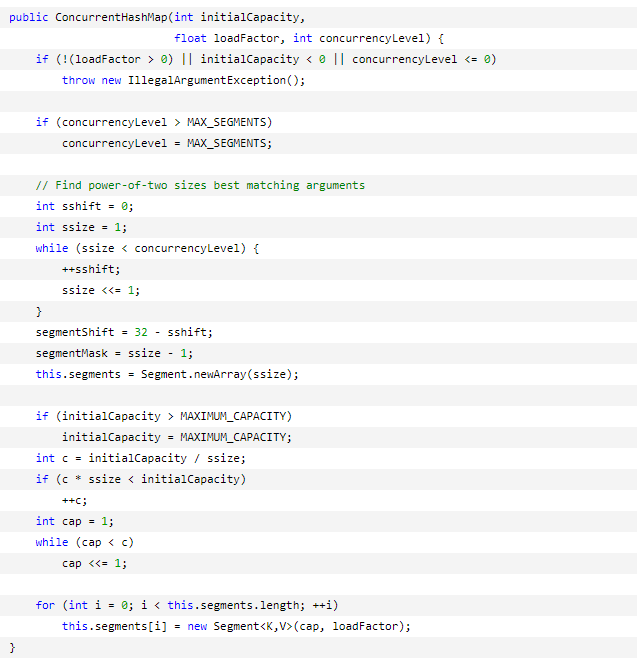 public ConcurrentHashMap(int initialCapacity,
                         float loadFactor, int concurrencyLevel) {
    if (!(loadFactor > 0) || initialCapacity < 0 || concurrencyLevel <= 0)
        throw new IllegalArgumentException();

    if (concurrencyLevel > MAX_SEGMENTS)
        concurrencyLevel = MAX_SEGMENTS;

    // Find power-of-two sizes best matching arguments
    int sshift = 0;
    int ssize = 1;
    while (ssize < concurrencyLevel) {
        ++sshift;
        ssize <<= 1;
    }
    segmentShift = 32 - sshift;
    segmentMask = ssize - 1;
    this.segments = Segment.newArray(ssize);

    if (initialCapacity > MAXIMUM_CAPACITY)
        initialCapacity = MAXIMUM_CAPACITY;
    int c = initialCapacity / ssize;
    if (c * ssize < initialCapacity)
        ++c;
    int cap = 1;
    while (cap < c)
        cap <<= 1;

    for (int i = 0; i < this.segments.length; ++i)
        this.segments[i] = new Segment<K,V>(cap, loadFactor);
}